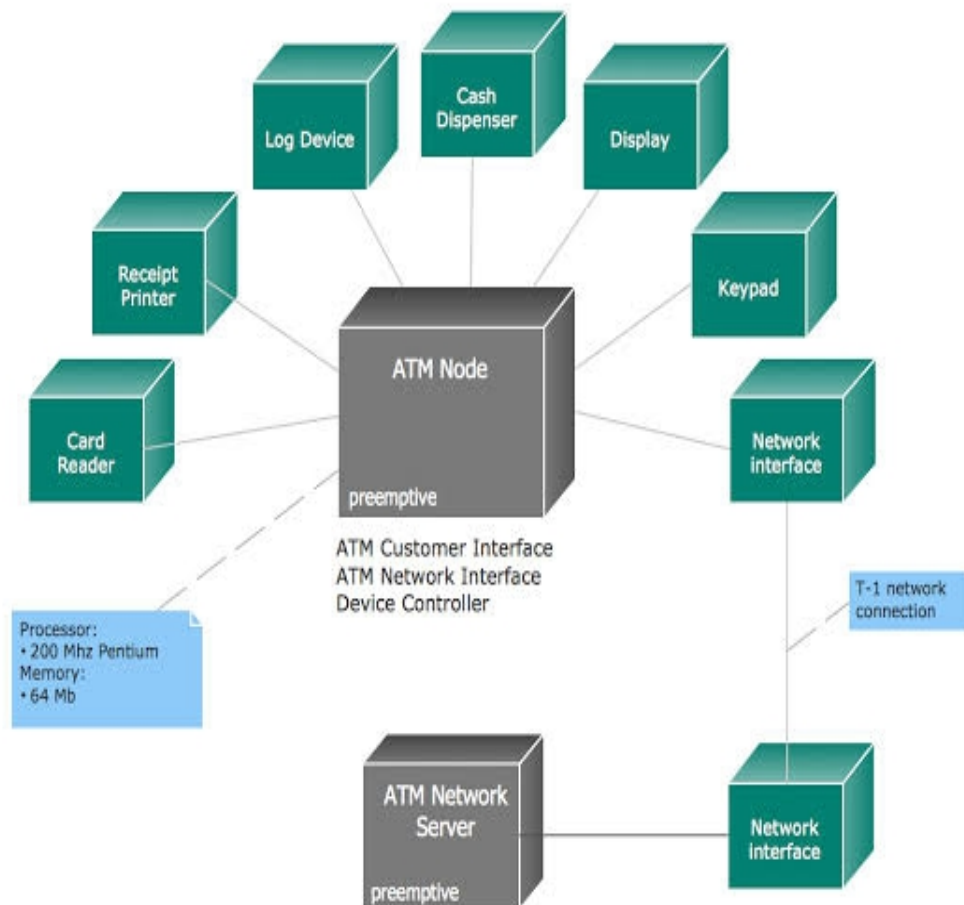 Cash
Dispenser
Log Device
Display
Receipt
Printer
Keypad
ATM Node
preemptive
Card
Reader
Network
interface
ATM Customer Interface
ATM Network Interface
Device Controller
T-1 network
connection
Processor:
• 200 Mhz Pentium
Memory:
• 64 Mb
ATM Network
Server
preemptive
Network
interface